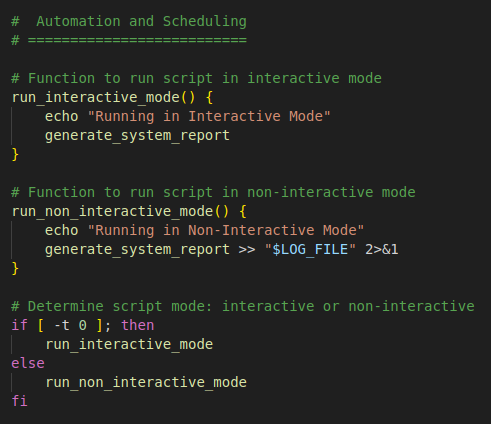 #  Automation and Scheduling
# ==========================
# Function to run script in interactive mode
run_interactive_mode() {
    echo "Running in Interactive Mode"
    generate_system_report
}
# Function to run script in non-interactive mode
run_non_interactive_mode() {
    echo "Running in Non-Interactive Mode"
    generate_system_report >> "$LOG_FILE" 2>&1
}
# Determine script mode: interactive or non-interactive
if [ -t 0 ]; then
    run_interactive_mode
else
    run_non_interactive_mode
fi